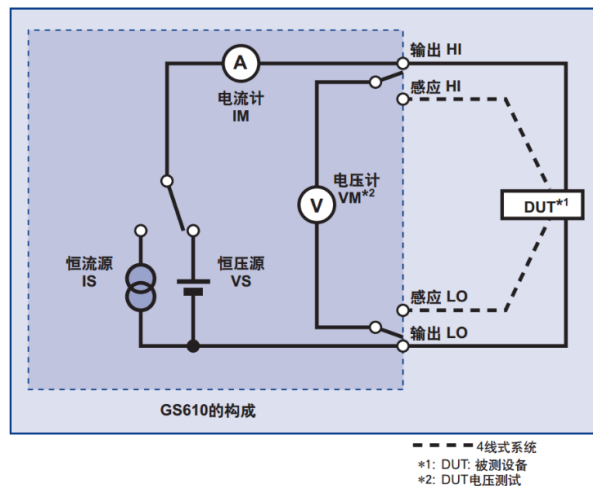 输出 HI
A
感应 HI
电流计
IM
电压计
VM*2
V
DUT*1
恒流源
IS
恒压源
VS
感应 LO
输出 LO
GS610的构成
4线式系统
*1: DUT: 被测设备
*2: DUT电压测试